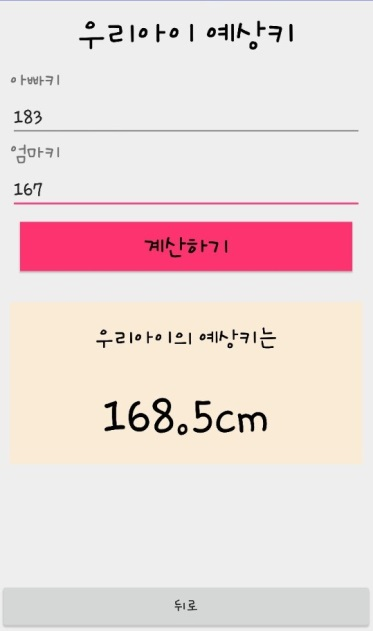 우리아이 예상키
아빠키
183
엄마키
167
계산하기
우리아이의 예상키는
168.5cm
뒤로